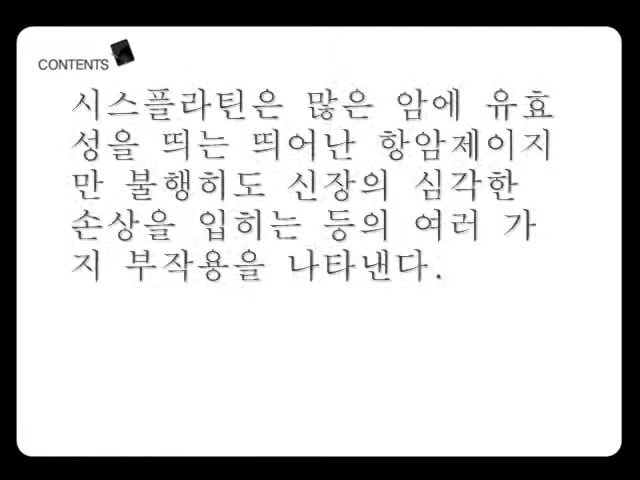 CONTENTS
시스플라틴은 많은 암에 유효
성을 띄는 띄어난 항암제이지
만 불행히도 신장의 심각한
손상을 입히는 등의 여러 가
지 부작용을 나타낸다.